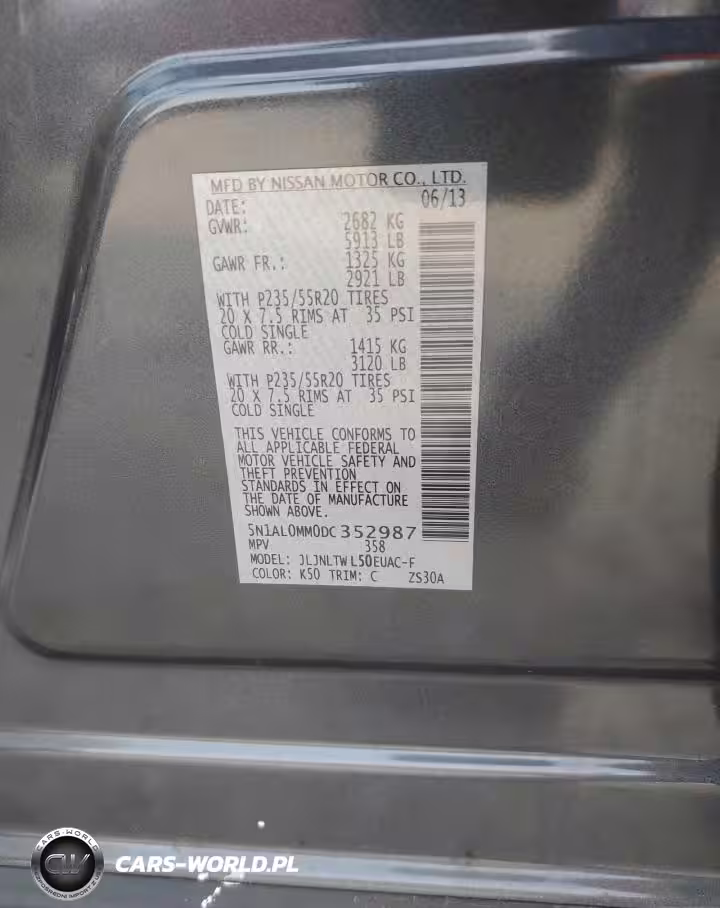 MFD BY NISSAN MOTOR CO., LTD.
DATE: 06/13
GVWR: 2682 KG
5913 LB
GAWR FR.: 1325 KG
2921 LB
WITH P235/55R20 TIRES
20 X 7.5 RIMS AT 35 PSI
COLD SINGLE
GAWR RR.: 1415 KG
3120 LB
WITH P235/55R20 TIRES
20 X 7.5 RIMS AT 35 PSI
COLD SINGLE
THIS VEHICLE CONFORMS TO
ALL APPLICABLE FEDERAL
MOTOR VEHICLE SAFETY AND
THEFT PREVENTION
STANDARDS IN EFFECT ON
THE DATE OF MANUFACTURE
SHOWN ABOVE.
5N1AL0MM0DC352987
MPV 358
MODEL: JLJNLTWL50EUAC-F
COLOR: K50 TRIM: C ZS30A
CARS-WORLD
CW
CARS-WORLD.PL